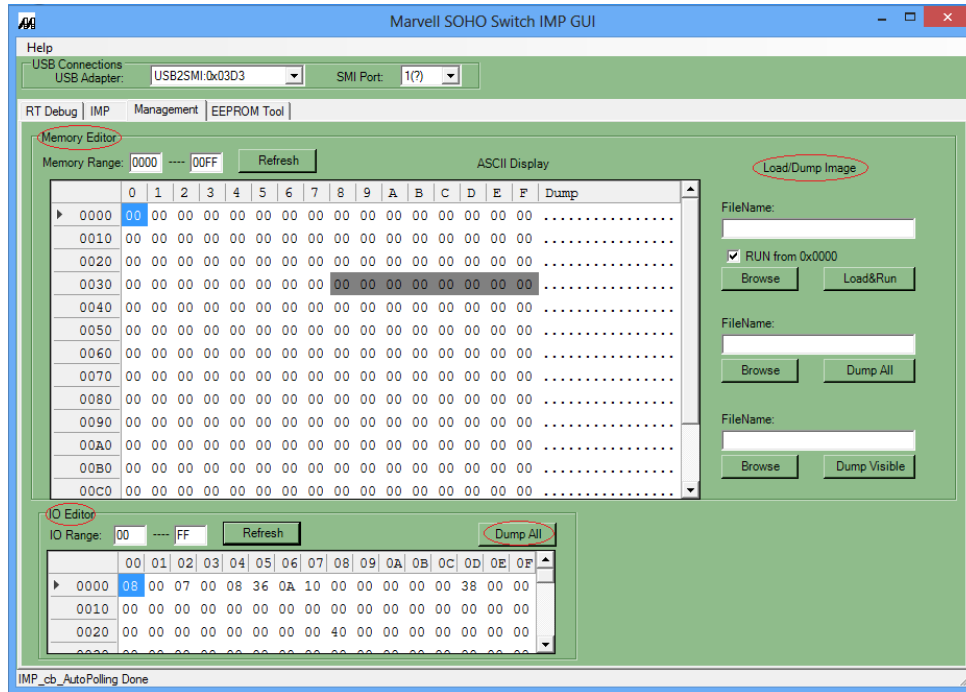 Marvell SOHO Switch IMP GUI
Help
USB Connections
USB Adapter: USB2SMI:0x03D3 SMI Port: 1(?)
RT Debug IMP Management EEPROM Tool
Memory Editor
Memory Range: 0000 ---- 00FF Refresh ASCII Display
Load/Dump Image
0 1 2 3 4 5 6 7 8 9 A B C D E F Dump
0000 00 00 00 00 00 00 00 00 00 00 00 00 00 00 00 00 ................
0010 00 00 00 00 00 00 00 00 00 00 00 00 00 00 00 00 ................
0020 00 00 00 00 00 00 00 00 00 00 00 00 00 00 00 00 ................
0030 00 00 00 00 00 00 00 00 00 00 00 00 00 00 00 00 ................
0040 00 00 00 00 00 00 00 00 00 00 00 00 00 00 00 00 ................
0050 00 00 00 00 00 00 00 00 00 00 00 00 00 00 00 00 ................
0060 00 00 00 00 00 00 00 00 00 00 00 00 00 00 00 00 ................
0070 00 00 00 00 00 00 00 00 00 00 00 00 00 00 00 00 ................
0080 00 00 00 00 00 00 00 00 00 00 00 00 00 00 00 00 ................
0090 00 00 00 00 00 00 00 00 00 00 00 00 00 00 00 00 ................
00A0 00 00 00 00 00 00 00 00 00 00 00 00 00 00 00 00 ................
00B0 00 00 00 00 00 00 00 00 00 00 00 00 00 00 00 00 ................
00C0 00 00 00 00 00 00 00 00 00 00 00 00 00 00 00 00 ................
FileName:
RUN from 0x0000
Browse Load&Run
FileName:
Browse Dump All
FileName:
Browse Dump Visible
IO Editor
IO Range: 00 ---- FF Refresh Dump All
00 01 02 03 04 05 06 07 08 09 0A 0B 0C 0D 0E 0F
0000 08 00 07 00 08 36 0A 10 00 00 00 00 00 38 00 00
0010 00 00 00 00 00 00 00 00 00 00 00 00 00 00 00 00
0020 00 00 00 00 00 00 00 00 40 00 00 00 00 00 00 00
IMP_cb_AutoPolling Done